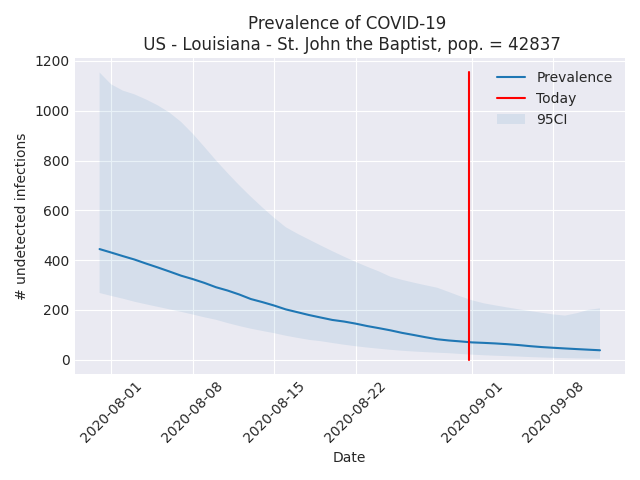 Prevalence of COVID-19
US - Louisiana - St. John the Baptist, pop. = 42837
# undetected infections
1200
1000
800
600
400
200
0
Prevalence
Today
95CI
2020-08-01
2020-08-08
2020-08-15
2020-08-22
2020-09-01
2020-09-08
Date